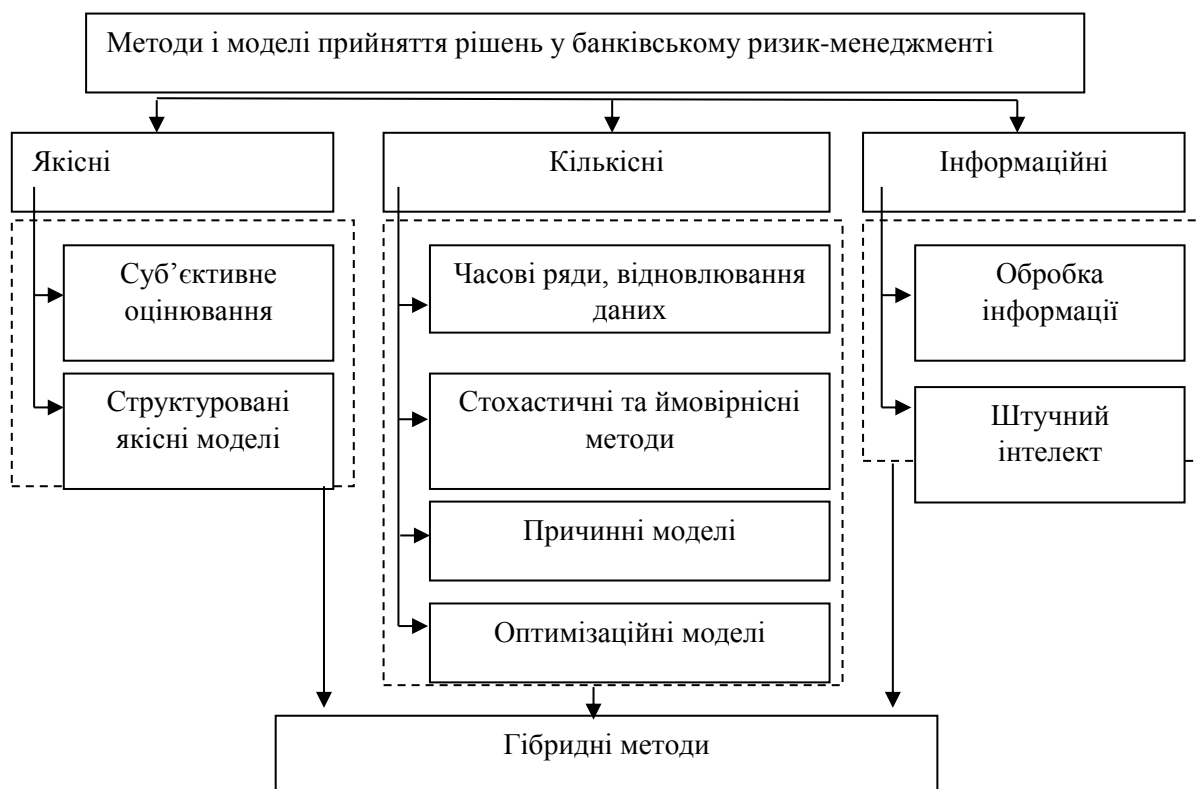 Методи і моделі прийняття рішень у банківському ризик-менеджменті
Якісні
Кількісні
Інформаційні
Суб’єктивне
оцінювання
Структуровані
якісні моделі
Часові ряди, відновлювання
даних
Стохастичні та ймовірнісні
методи
Причинні моделі
Оптимізаційні моделі
Обробка
інформації
Штучний
інтелект
Гібридні методи